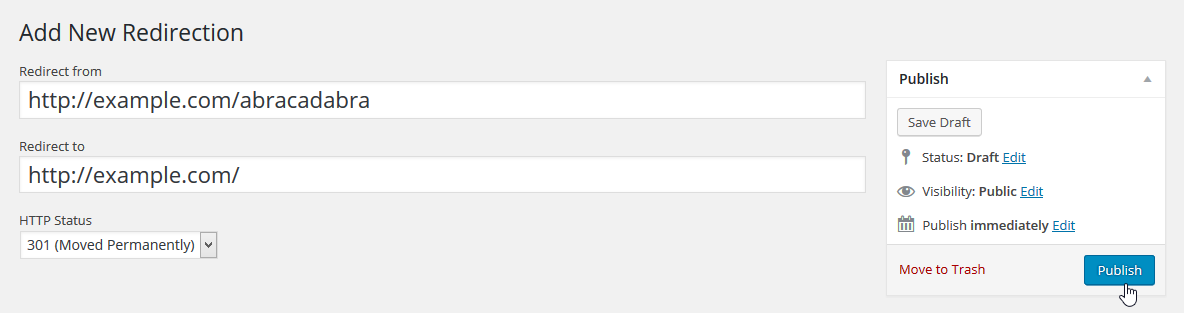 Add New Redirection
Redirect from
http://example.com/abracadabra
Redirect to
http://example.com/
HTTP Status
301 (Moved Permanently)
Publish
Save Draft
Status: Draft Edit
Visibility: Public Edit
Publish immediately Edit
Move to Trash
Publish